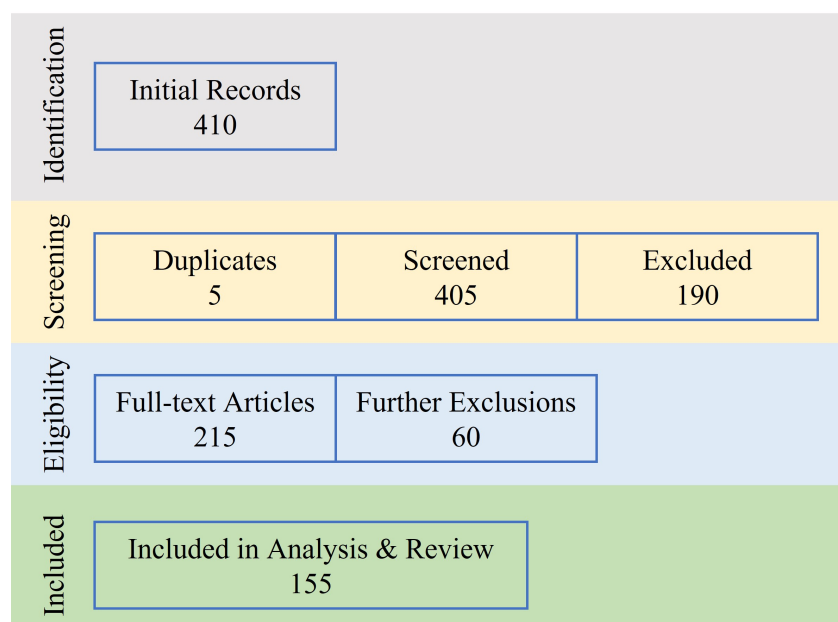 Identification
Initial Records
410
Screening
Duplicates
5
Screened
405
Excluded
190
Eligibility
Full-text Articles
215
Further Exclusions
60
Included
Included in Analysis & Review
155